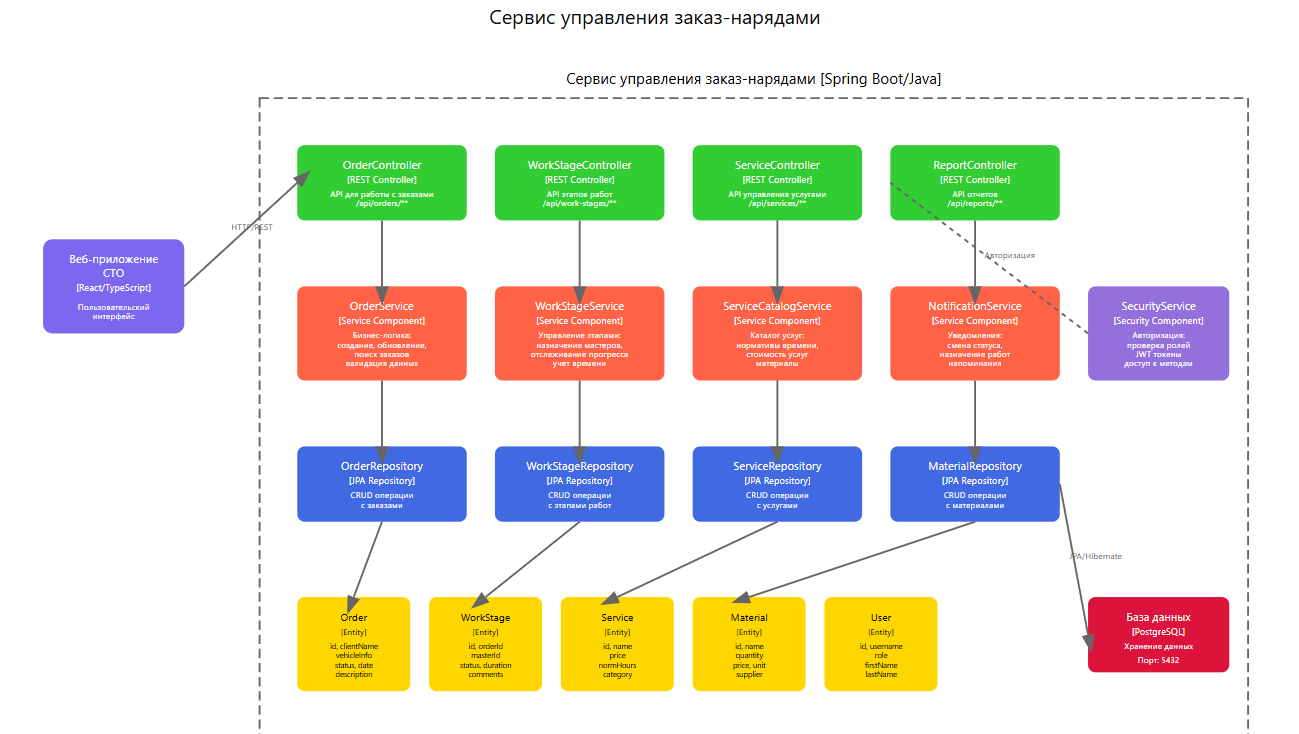 Сервис управления заказ-нарядами
Сервис управления заказ-нарядами [Spring Boot/Java]
OrderController
[REST Controller]
API для работы с заказами
/api/orders/**
WorkStageController
[REST Controller]
API этапов работ
/api/work-stages/**
ServiceController
[REST Controller]
API управления услугами
/api/services/**
ReportController
[REST Controller]
API отчетов
/api/reports/**
HTTP/REST
Веб-приложение
СТО
[React/TypeScript]
Пользовательский
интерфейс
Авторизация
OrderService
[Service Component]
Бизнес-логика:
создание, обновление,
поиск заказов
валидация данных
WorkStageService
[Service Component]
Управление этапами:
назначение мастеров,
отслеживание прогресса
учет времени
ServiceCatalogService
[Service Component]
Каталог услуг:
нормативы времени,
стоимость услуг
материалы
NotificationService
[Service Component]
Уведомления:
смена статуса,
назначение работ
напоминания
SecurityService
[Security Component]
Авторизация:
проверка ролей
JWT токены
доступ к методам
OrderRepository
[JPA Repository]
CRUD операции
с заказами
WorkStageRepository
[JPA Repository]
CRUD операции
с этапами работ
ServiceRepository
[JPA Repository]
CRUD операции
с услугами
MaterialRepository
[JPA Repository]
CRUD операции
с материалами
JPA/Hibernate
Order
[Entity]
id, clientName
vehicleInfo
status, date
description
WorkStage
[Entity]
id, orderId
masterId
status, duration
comments
Service
[Entity]
id, name
price
normHours
category
Material
[Entity]
id, name
quantity
price, unit
supplier
User
[Entity]
id, username
role
firstName
lastName
База данных
[PostgreSQL]
Хранение данных
Порт: 5432